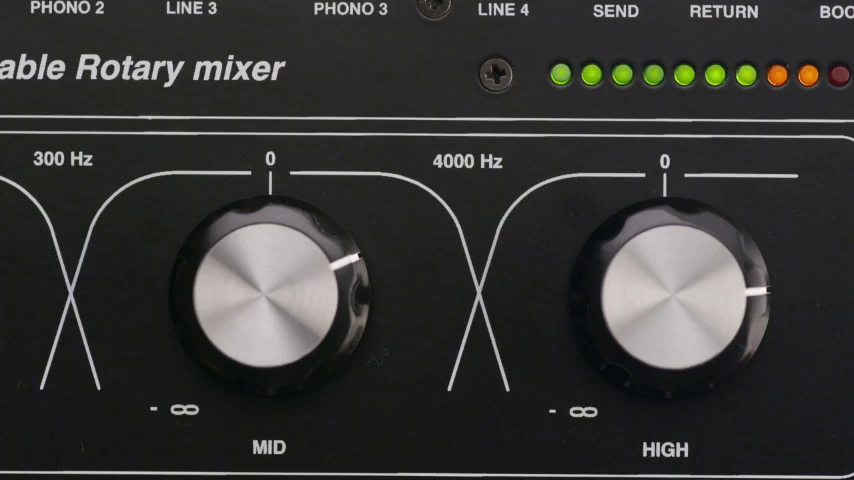 PHONO 2 LINE 3 PHONO 3 LINE 4 SEND RETURN BOO
able Rotary mixer
300 Hz 0 4000 Hz 0
- ∞ - ∞
MID HIGH